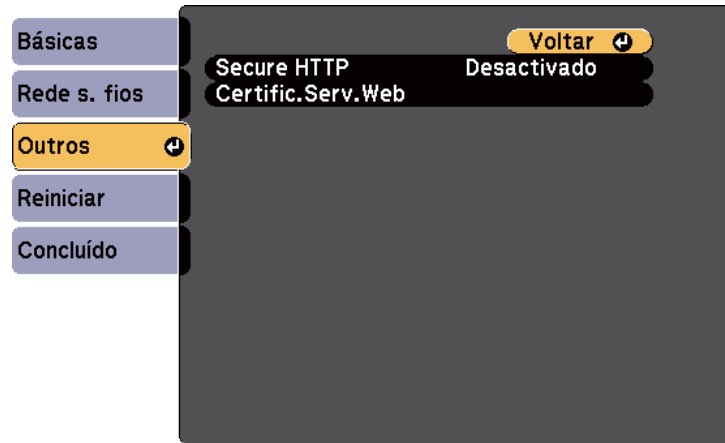 Básicas
Rede s. fios
Outros
Reiniciar
Concluído
Voltar
Secure HTTP Desactivado
Certific.Serv.Web